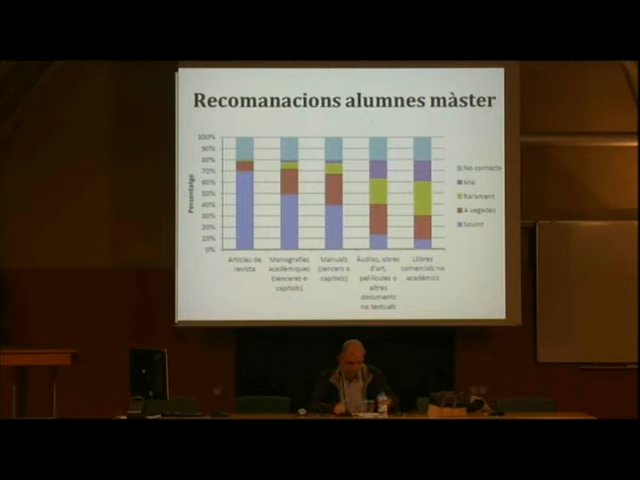 Recomanacions alumnes màster
100%
90%
80%
70%
60%
50%
40%
30%
20%
10%
0%
Percentatge
No contesta
Mai
Rarament
A vegades
Sovint
Articles de
revista
Monografies
acadèmiques
(senceres o
capítols)
Manuals
(sencers o
capítols)
Àudios, obres
d'art,
pel·lícules o
altres
documents
no textuals
Llibres
comercials no
acadèmics